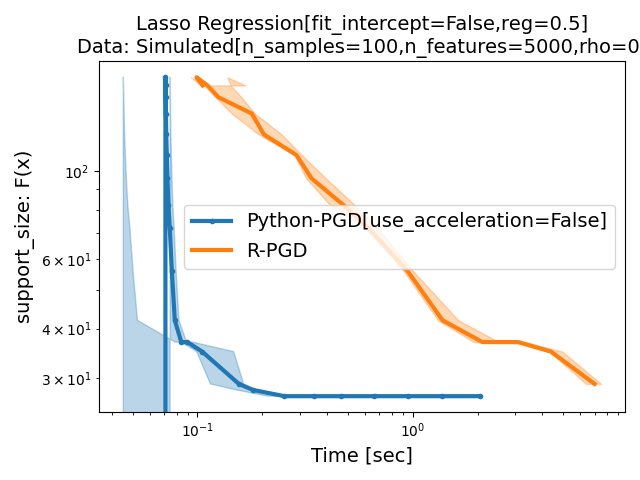 Lasso Regression[fit_intercept=False,reg=0.5]
Data: Simulated[n_samples=100,n_features=5000,rho=0
support_size: F(x)
10²
6 × 10¹
4 × 10¹
3 × 10¹
Python-PGD[use_acceleration=False]
R-PGD
10⁻¹ 10⁰
Time [sec]